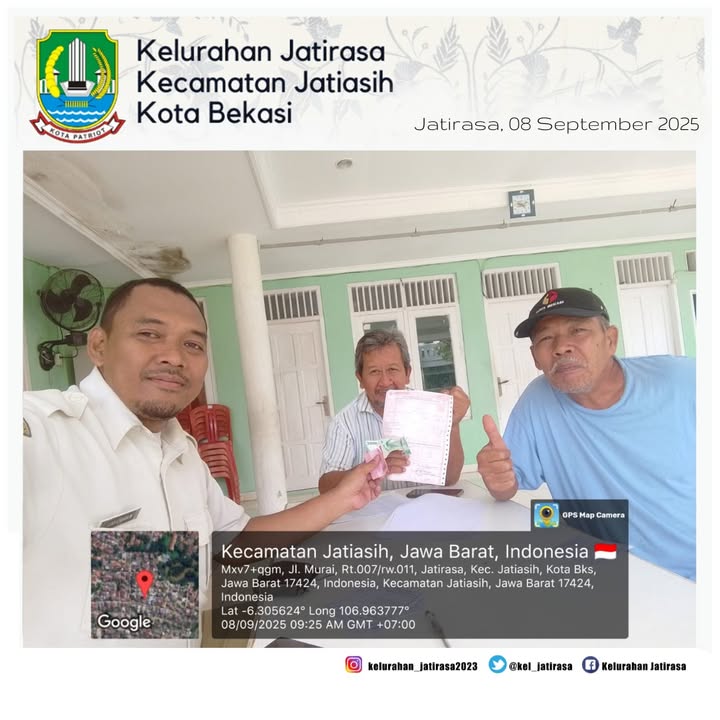 Kelurahan Jatirasa
Kecamatan Jatiasih
Kota Bekasi
KOTA PATRIOT
Jatirasa, 08 September 2025
GPS Map Camera
Kecamatan Jatiasih, Jawa Barat, Indonesia
Mxv7+qgm, Jl. Murai, Rt.007/rw.011, Jatirasa, Kec. Jatiasih, Kota Bks,
Jawa Barat 17424, Indonesia, Kecamatan Jatiasih, Jawa Barat 17424,
Indonesia
Lat -6.305624° Long 106.963777°
08/09/2025 09:25 AM GMT +07:00
Google
kelurahan_jatirasa2023 @kel_jatirasa Kelurahan Jatirasa